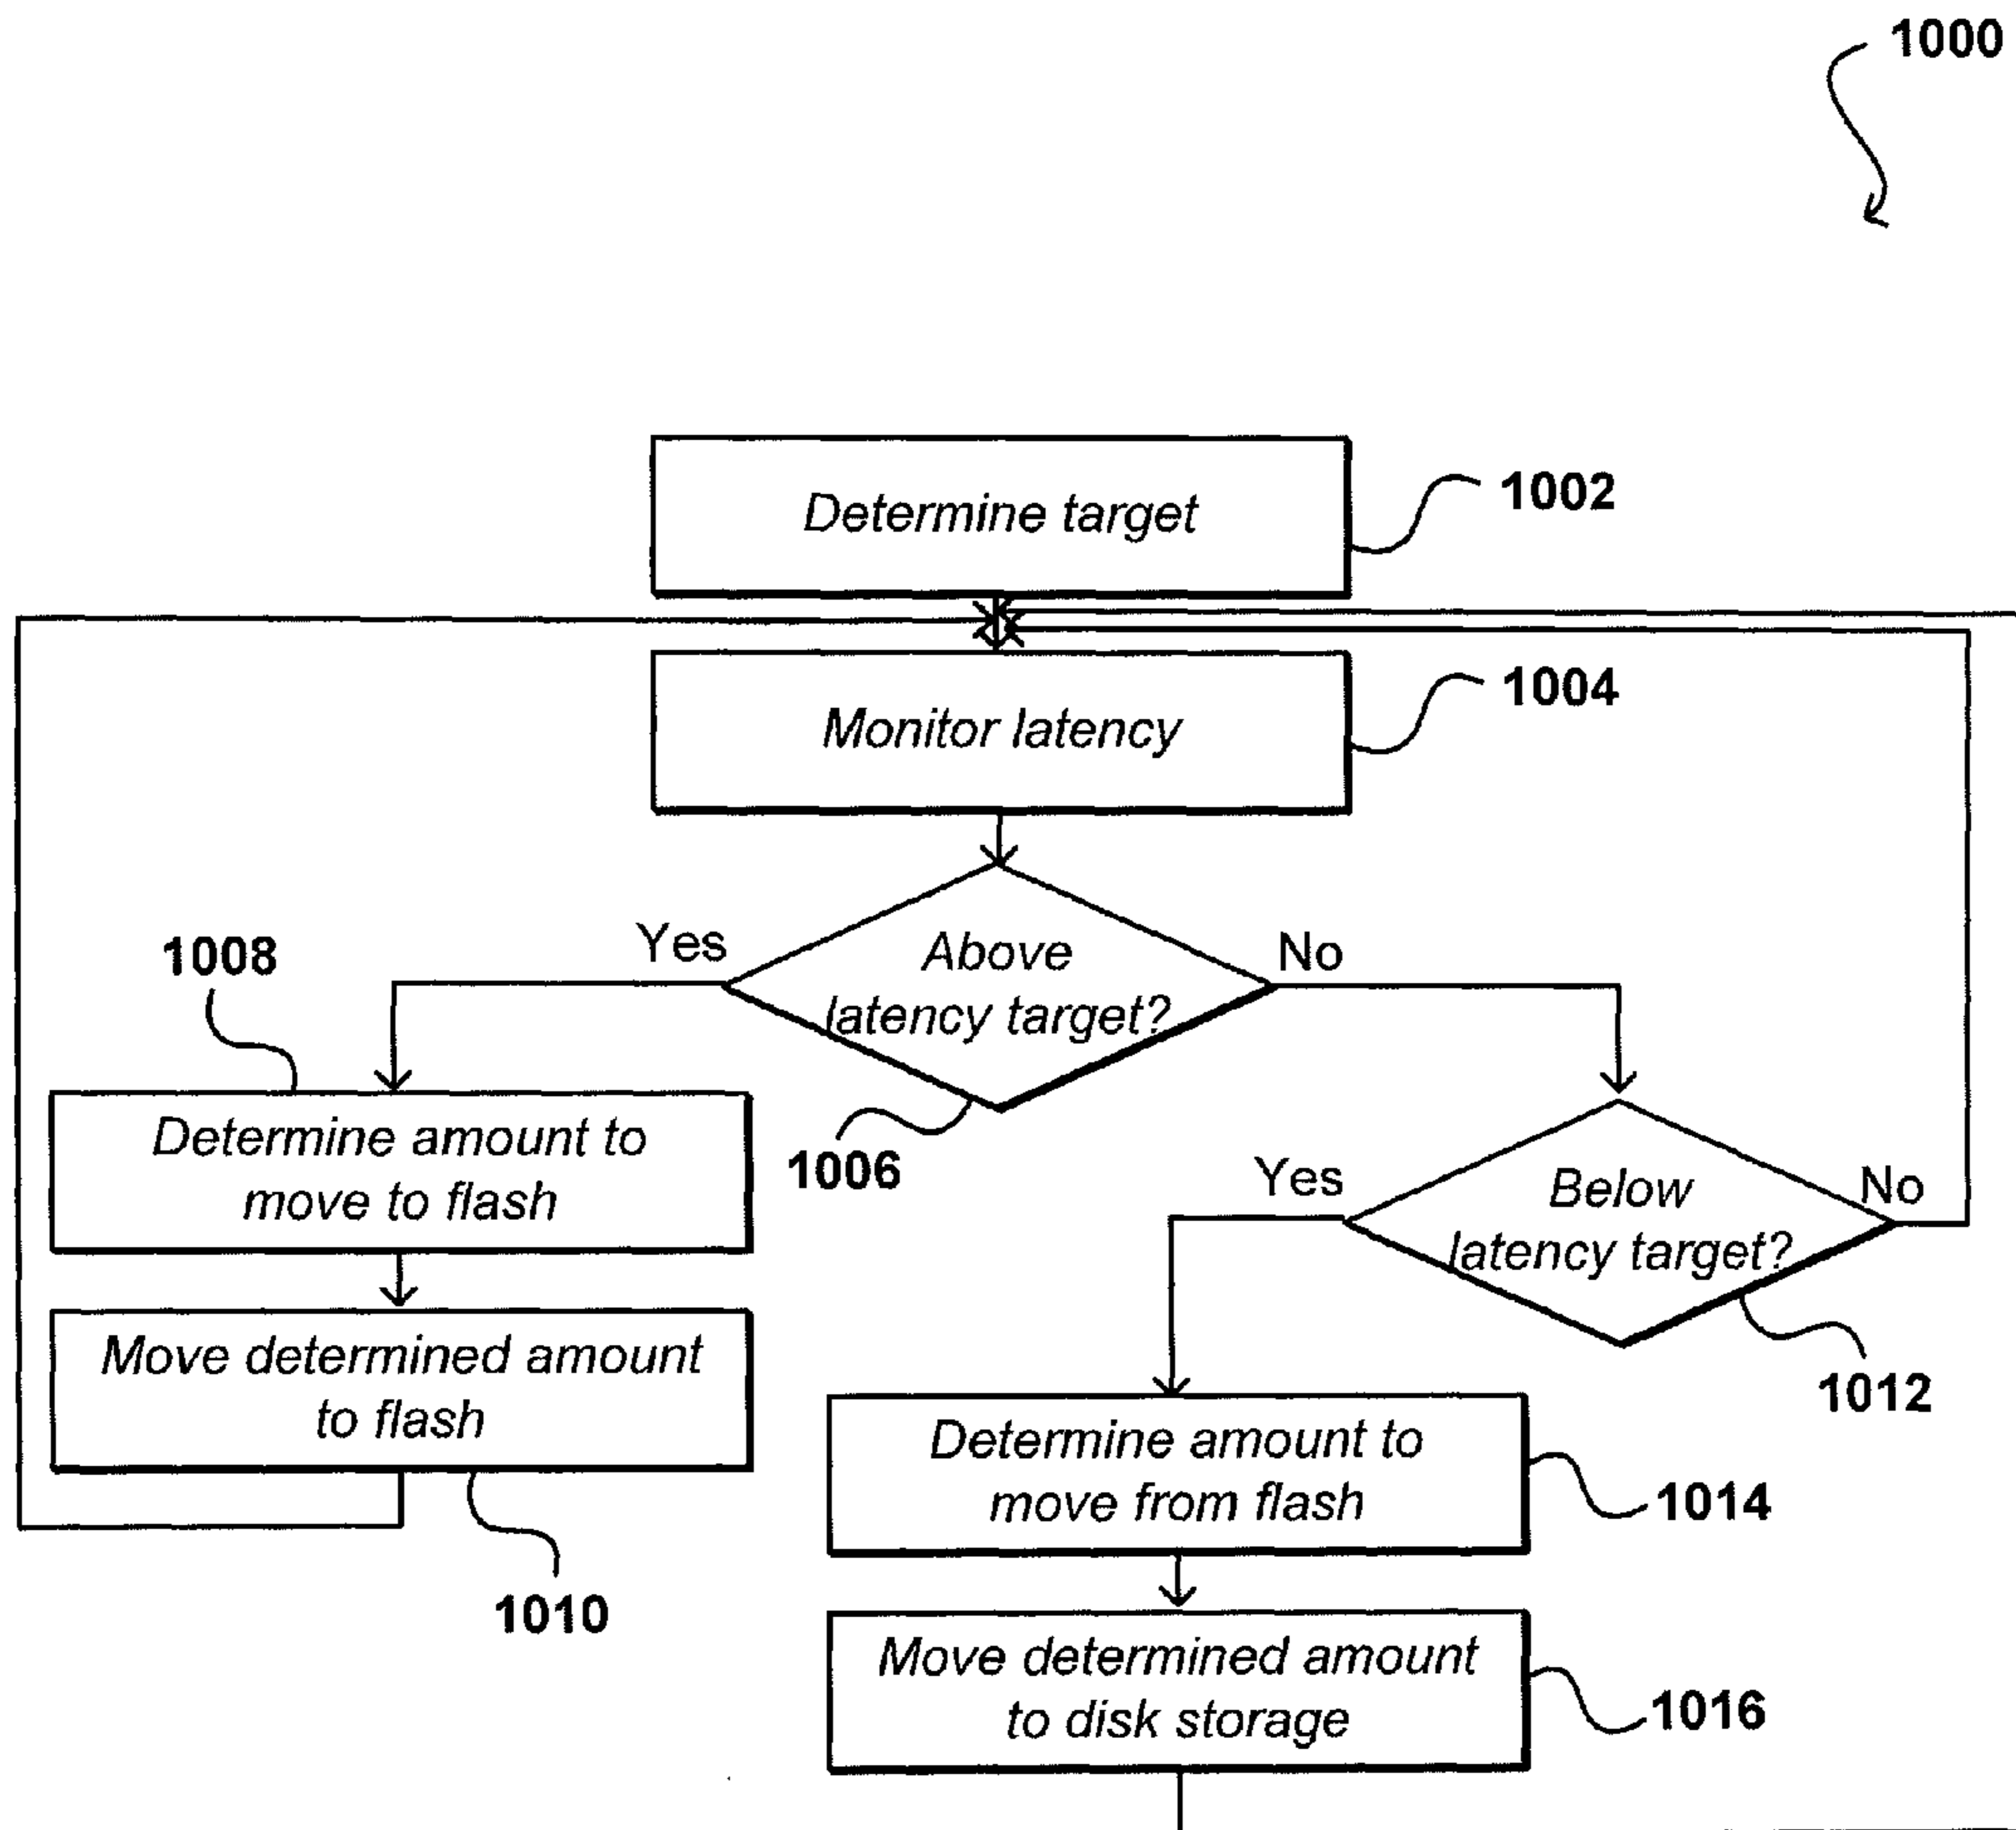 1000
Determine target
1002
Monitor latency
1004
Yes
Above
latency target?
No
1008
1006
Determine amount to
move to flash
Yes
Below
latency target?
No
1012
Move determined amount
to flash
1010
Determine amount to
move from flash
1014
Move determined amount
to disk storage
1016